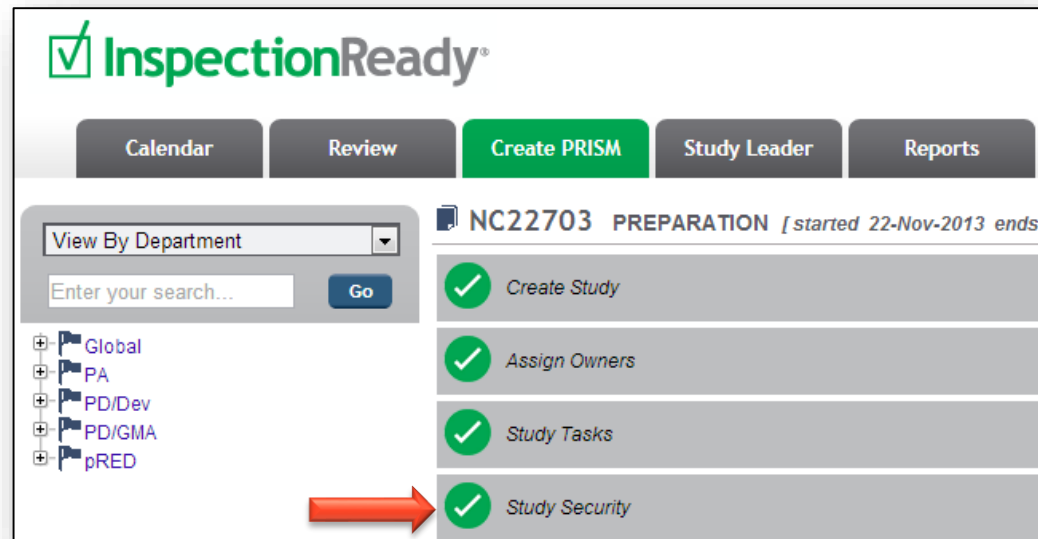 InspectionReady®
Calendar Review Create PRISM Study Leader Reports
View By Department
Enter your search... Go
Global
PA
PD/Dev
PD/GMA
pRED
NC22703 PREPARATION [ started 22-Nov-2013 ends
Create Study
Assign Owners
Study Tasks
Study Security